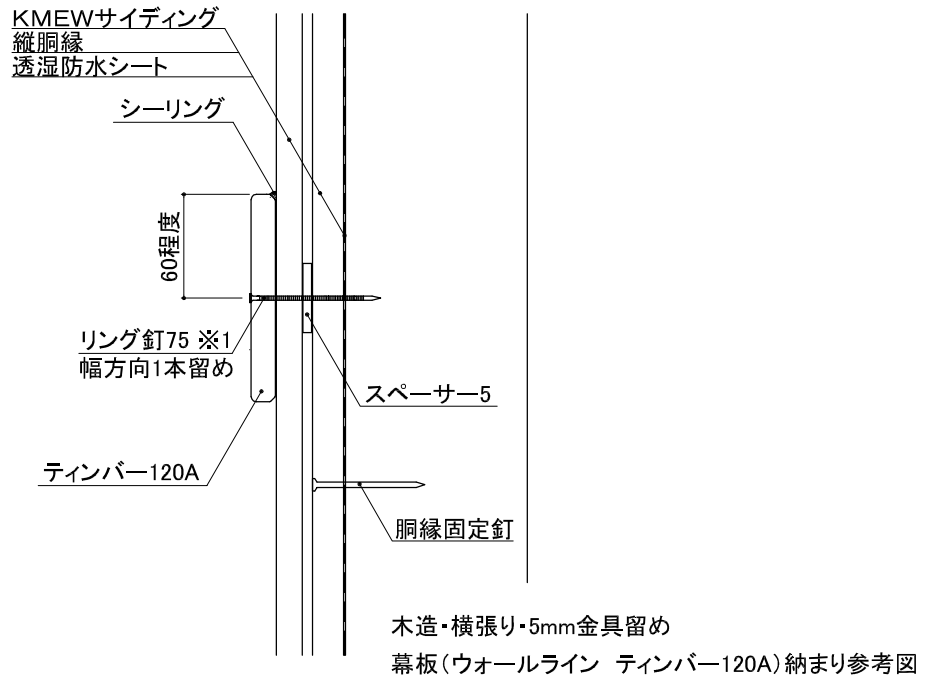 KMEWサイディング
縦胴縁
透湿防水シート
シーリング
60程度
リング釘75 ※1
幅方向1本留め
スペーサー5
ティンバー120A
胴縁固定釘
木造・横張り・5mm金具留め
幕板(ウォールライン ティンバー120A)納まり参考図